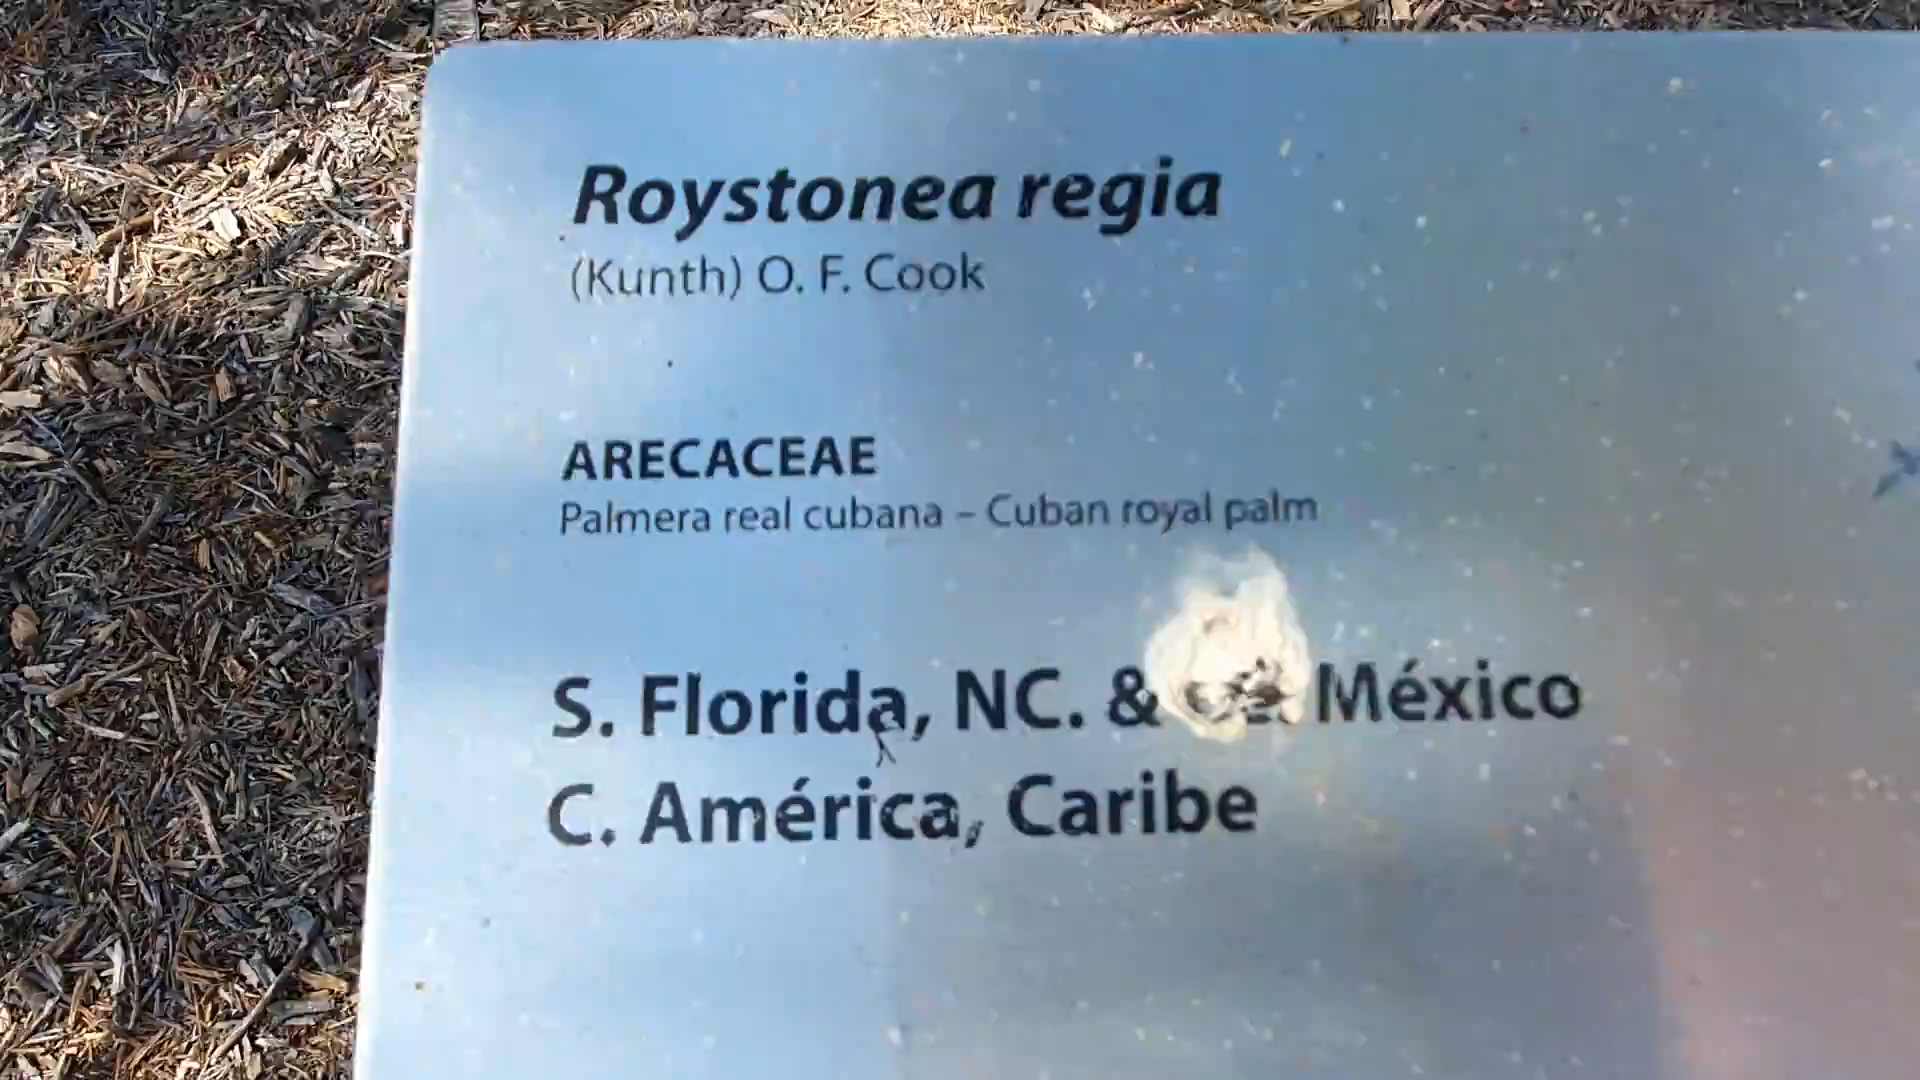 Roystonea regia
(Kunth) O. F. Cook
ARECACEAE
Palmera real cubana – Cuban royal palm
S. Florida, NC. & México
C. América, Caribe